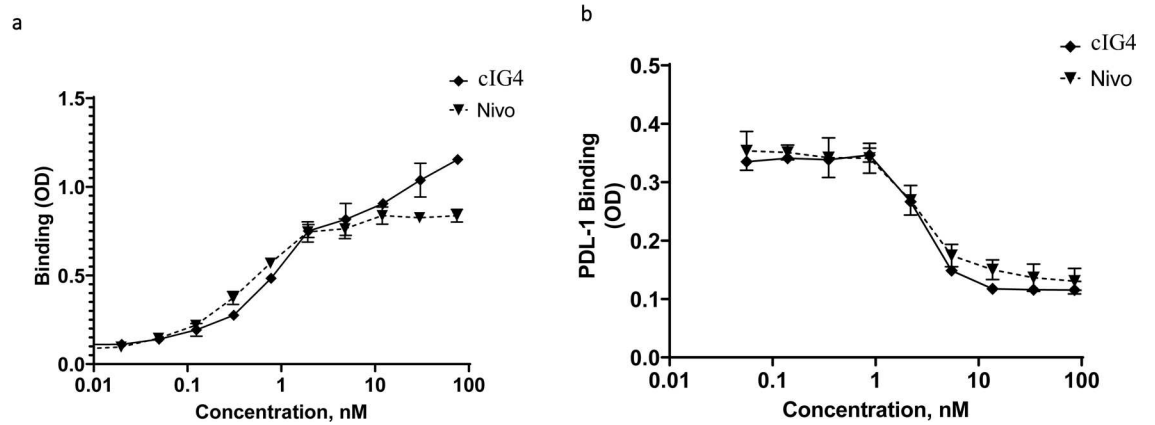 a
cIG4
Nivo
1.5
1.0
0.5
0.0
Binding (OD)
0.01 0.1 1 10 100
Concentration, nM
b
cIG4
Nivo
0.5
0.4
0.3
0.2
0.1
0.0
PDL-1 Binding
(OD)
0.01 0.1 1 10 100
Concentration, nM